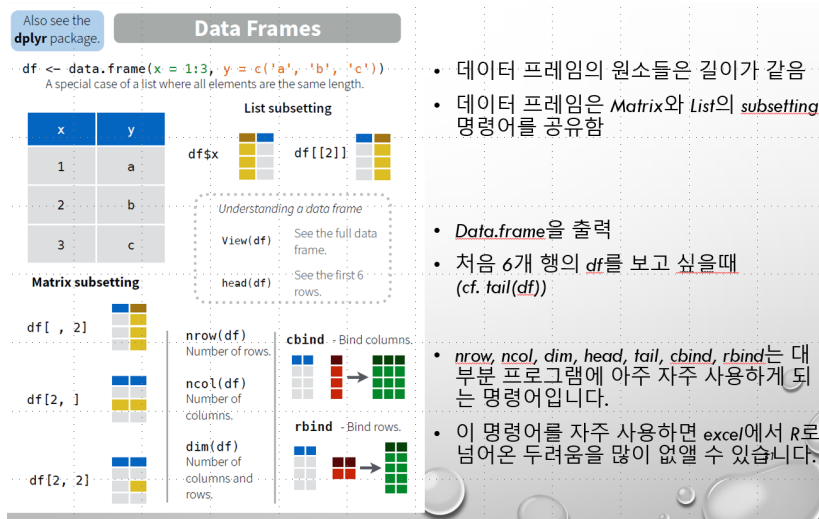 Also see the
dplyr package.
Data Frames
df <- data.frame(x = 1:3, y = c('a', 'b', 'c'))
A special case of a list where all elements are the same length.
x y
1 a
2 b
3 c
List subsetting
df$x
df[[2]]
Understanding a data frame
View(df)
See the full data
frame.
head(df)
See the first 6
rows.
Matrix subsetting
df[ , 2]
df[2, ]
df[2, 2]
nrow(df)
Number of rows.
ncol(df)
Number of
columns.
dim(df)
Number of
columns and
rows.
cbind - Bind columns.
rbind - Bind rows.
• 데이터 프레임의 원소들은 길이가 같음
• 데이터 프레임은 Matrix와 List의 subsetting
명령어를 공유함
• Data.frame을 출력
• 처음 6개 행의 df를 보고 싶을때
(cf. tail(df))
• nrow, ncol, dim, head, tail, cbind, rbind는 대
부분 프로그램에 아주 자주 사용하게 되
는 명령어입니다.
• 이 명령어를 자주 사용하면 excel에서 R로
넘어온 두려움을 많이 없앨 수 있습니다.